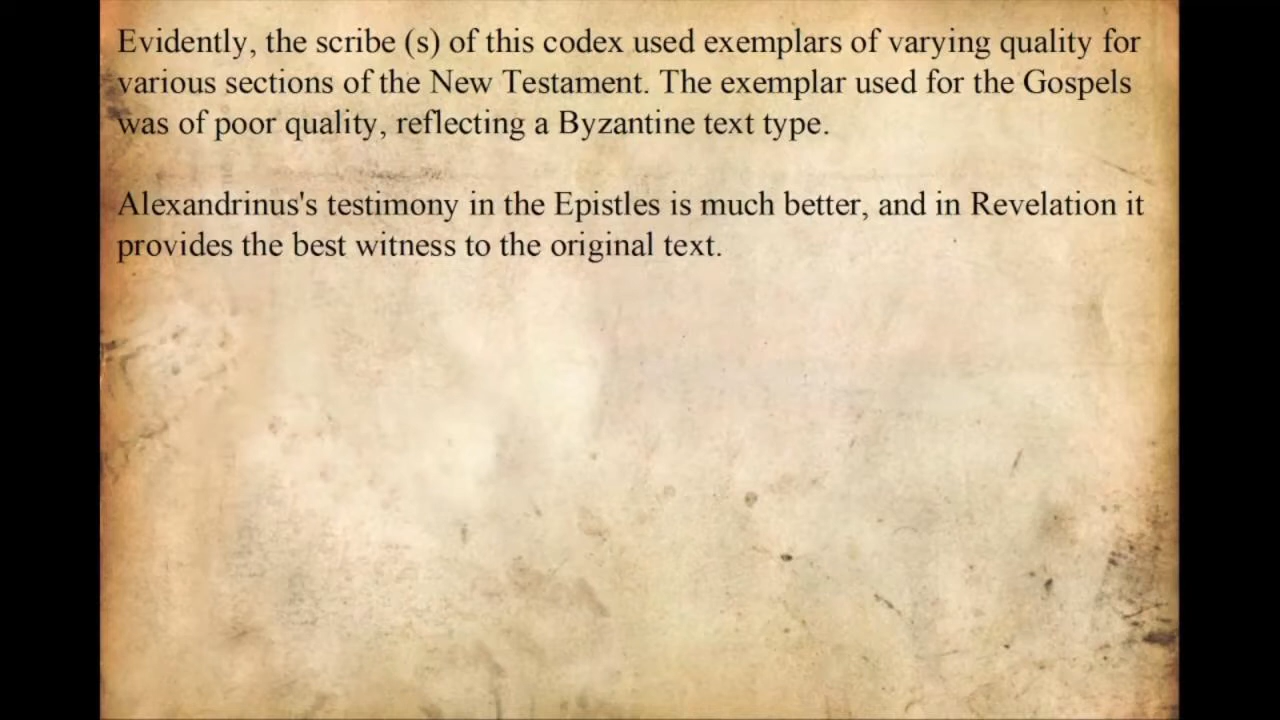 Evidently, the scribe (s) of this codex used exemplars of varying quality for
various sections of the New Testament. The exemplar used for the Gospels
was of poor quality, reflecting a Byzantine text type.
Alexandrinus's testimony in the Epistles is much better, and in Revelation it
provides the best witness to the original text.